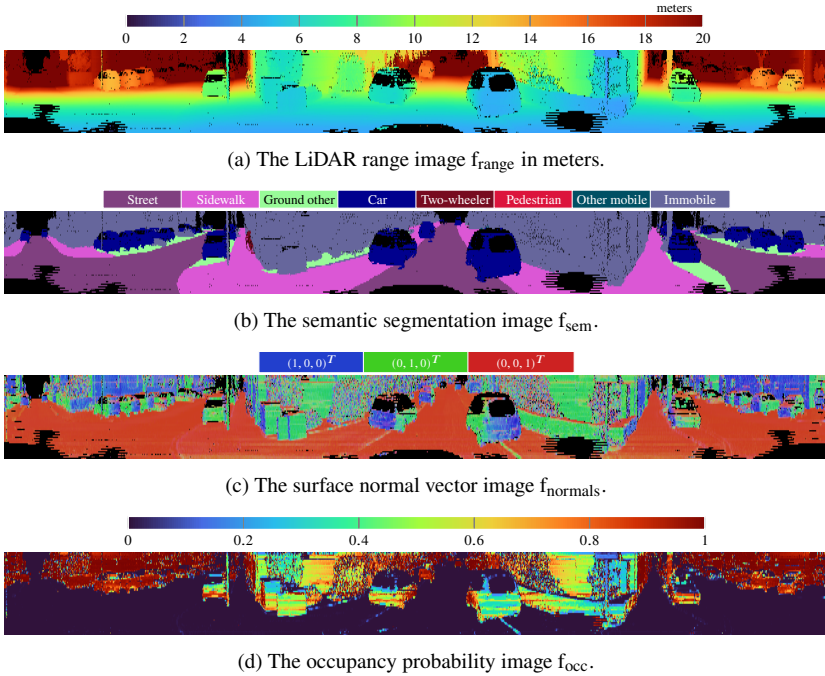 meters
0 2 4 6 8 10 12 14 16 18 20
(a) The LiDAR range image f_range in meters.
Street Sidewalk Ground other Car Two-wheeler Pedestrian Other mobile Immobile
(b) The semantic segmentation image f_sem.
(1, 0, 0)^T (0, 1, 0)^T (0, 0, 1)^T
(c) The surface normal vector image f_normals.
0 0.2 0.4 0.6 0.8 1
(d) The occupancy probability image f_occ.